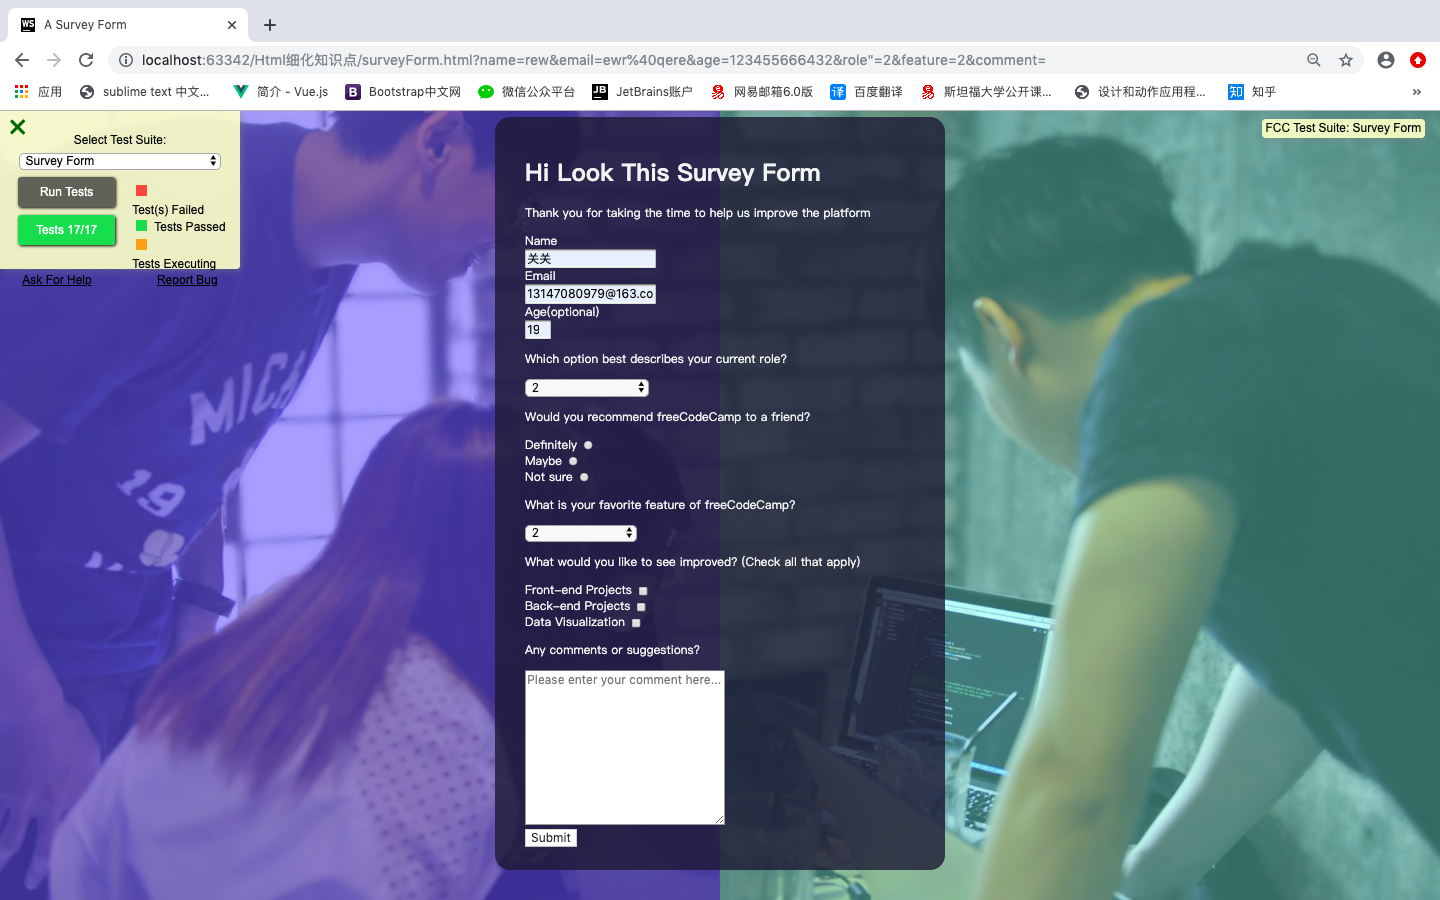 A Survey Form
localhost:63342/Html细化知识点/surveyForm.html?name=rew&email=ewr%40qere&age=123455666432&role"=2&feature=2&comment=
应用 sublime text 中文... 简介 - Vue.js Bootstrap中文网 微信公众平台 JetBrains账户 网易邮箱6.0版 百度翻译 斯坦福大学公开课... 设计和动作应用程... 知乎
Select Test Suite:
Survey Form
Run Tests
Test(s) Failed
Tests 17/17
Tests Passed
Tests Executing
Ask For Help
Report Bug
FCC Test Suite: Survey Form
Hi Look This Survey Form
Thank you for taking the time to help us improve the platform
Name
关关
Email
13147080979@163.co
Age(optional)
19
Which option best describes your current role?
2
Would you recommend freeCodeCamp to a friend?
Definitely
Maybe
Not sure
What is your favorite feature of freeCodeCamp?
2
What would you like to see improved? (Check all that apply)
Front-end Projects
Back-end Projects
Data Visualization
Any comments or suggestions?
Please enter your comment here...
Submit
MICH
19